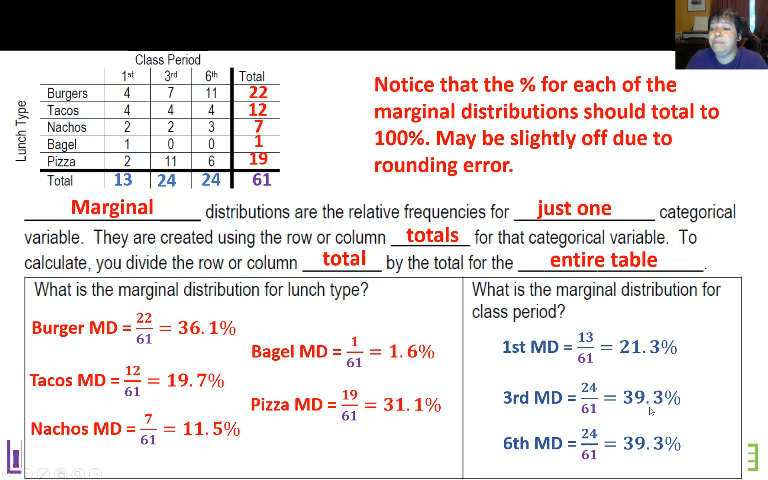 Class Period
1st 3rd 6th Total
Lunch Type
Burgers 4 7 11 22
Tacos 4 4 4 12
Nachos 2 2 3 7
Bagel 1 0 0 1
Pizza 2 11 6 19
Total 13 24 24 61
Notice that the % for each of the
marginal distributions should total to
100%. May be slightly off due to
rounding error.
Marginal distributions are the relative frequencies for just one categorical
variable. They are created using the row or column totals for that categorical variable. To
calculate, you divide the row or column total by the total for the entire table.
What is the marginal distribution for lunch type?
Burger MD = 22/61 = 36.1%
Tacos MD = 12/61 = 19.7%
Nachos MD = 7/61 = 11.5%
Bagel MD = 1/61 = 1.6%
Pizza MD = 19/61 = 31.1%
What is the marginal distribution for
class period?
1st MD = 13/61 = 21.3%
3rd MD = 24/61 = 39.3%
6th MD = 24/61 = 39.3%